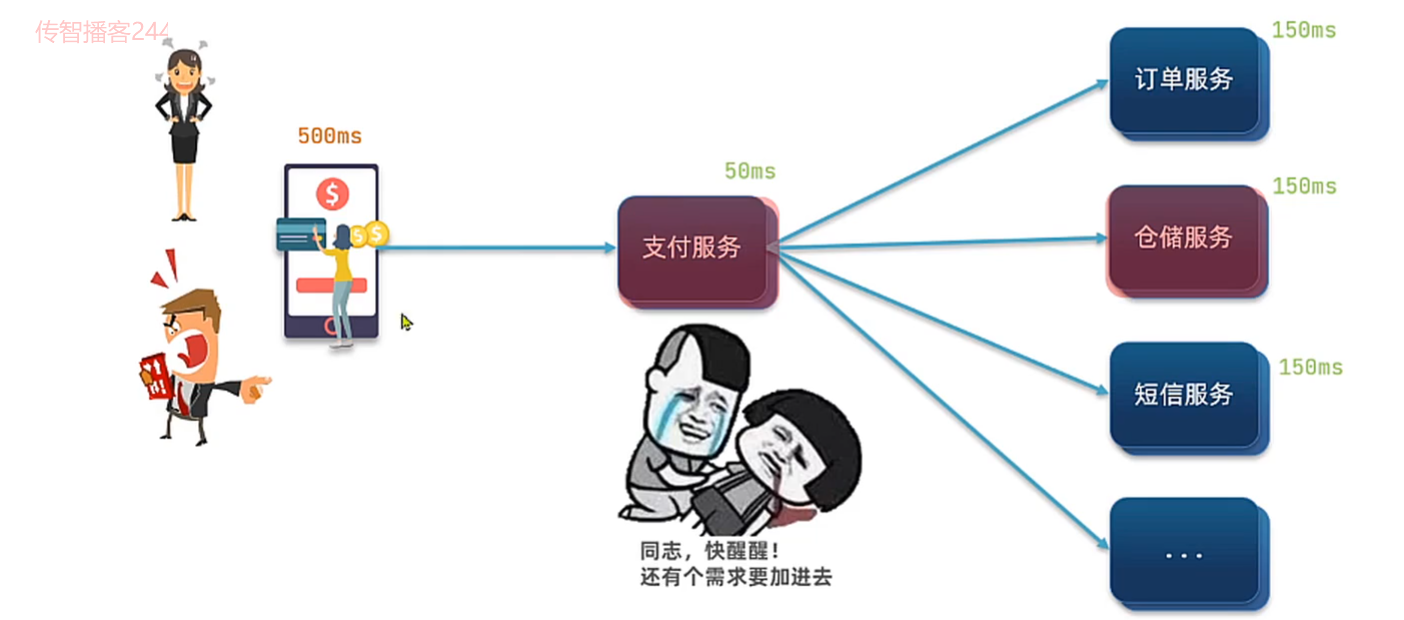 传智播客244
150ms
订单服务
500ms
50ms
150ms
支付服务
仓储服务
150ms
短信服务
同志，快醒醒！
还有个需求要加进去
...